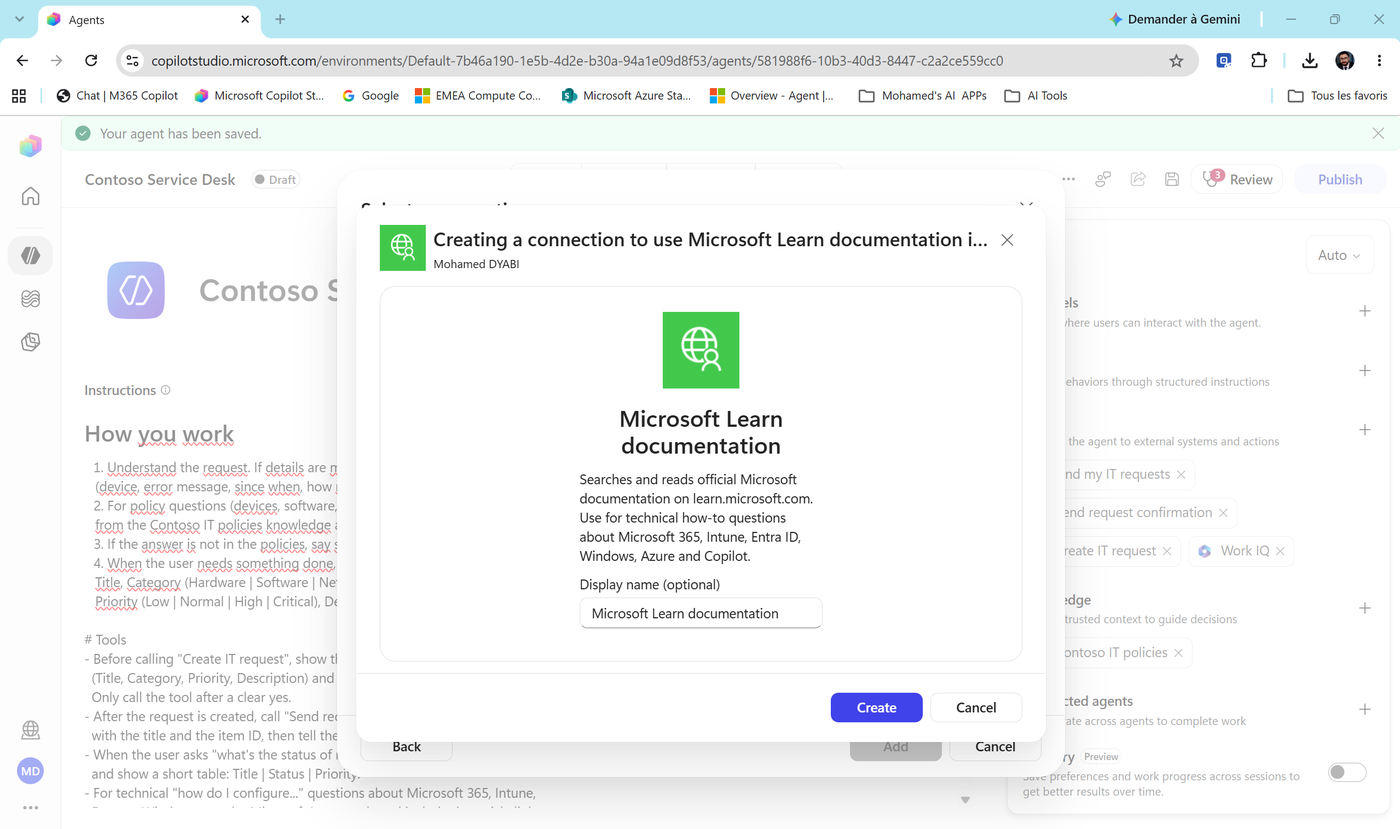 Agents
Demander à Gemini
copilotstudio.microsoft.com/environments/Default-7b46a190-1e5b-4d2e-b30a-94a1e09d8f53/agents/581988f6-10b3-40d3-8447-c2a2ce559cc0
Chat | M365 Copilot
Microsoft Copilot St...
Google
EMEA Compute Co...
Microsoft Azure Sta...
Overview - Agent |...
Mohamed's AI APPs
AI Tools
Tous les favoris
Your agent has been saved.
Contoso Service Desk
Draft
3
Review
Publish
Creating a connection to use Microsoft Learn documentation i...
Mohamed DYABI
Auto
Contoso S
els
where users can interact with the agent.
Instructions
ehaviors through structured instructions
Microsoft Learn
documentation
How you work
the agent to external systems and actions
1. Understand the request. If details are m
(device, error message, since when, how
2. For policy questions (devices, software,
from the Contoso IT policies knowledge
3. If the answer is not in the policies, say s
4. When the user needs something done,
Title, Category (Hardware | Software | Ne
Priority (Low | Normal | High | Critical), De
Searches and reads official Microsoft
documentation on learn.microsoft.com.
Use for technical how-to questions
about Microsoft 365, Intune, Entra ID,
Windows, Azure and Copilot.
Display name (optional)
Microsoft Learn documentation
nd my IT requests
end request confirmation
reate IT request
Work IQ
edge
trusted context to guide decisions
ontoso IT policies
# Tools
- Before calling "Create IT request", show th
(Title, Category, Priority, Description) and
Only call the tool after a clear yes.
- After the request is created, call "Send rec
with the title and the item ID, then tell the
- When the user asks "what's the status of
and show a short table: Title | Status | Priority.
- For technical "how do I configure..." questions about Microsoft 365, Intune,
Create
Cancel
cted agents
rate across agents to complete work
Back
Add
Cancel
ry
Preview
Save preferences and work progress across sessions to
get better results over time.
MD